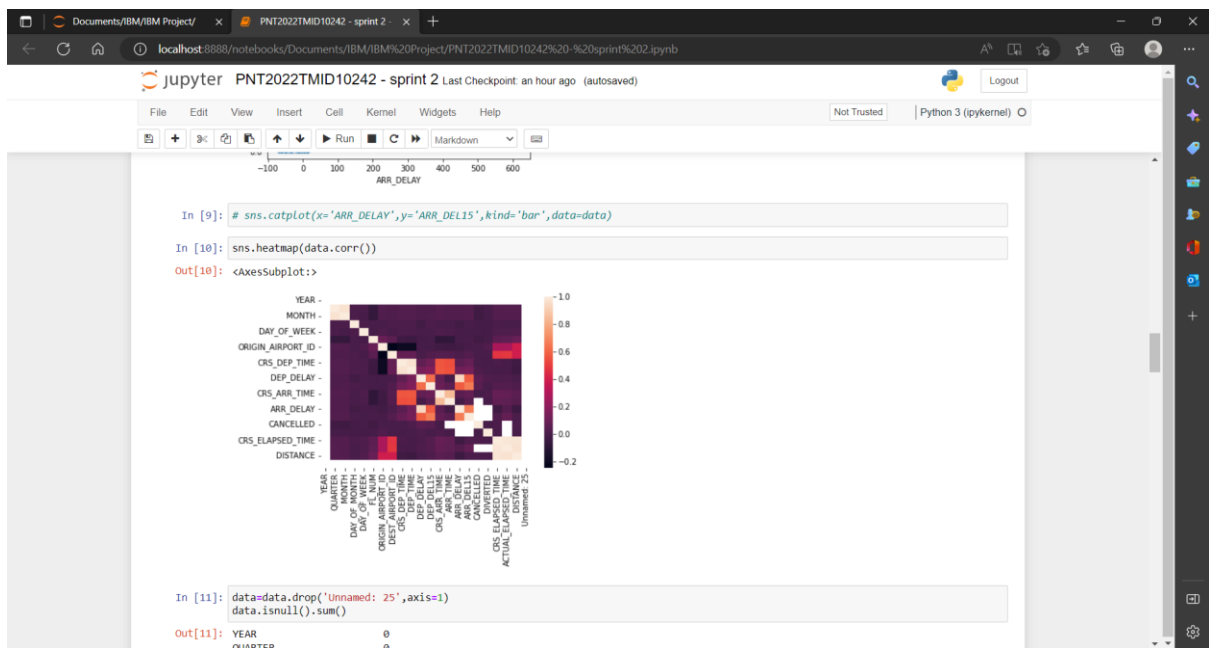 Documents/IBM/IBM Project/
PNT2022TMID10242 - sprint 2 -
localhost:8888/notebooks/Documents/IBM/IBM%20Project/PNT2022TMID10242%20-%20sprint%202.ipynb
jupyter PNT2022TMID10242 - sprint 2 Last Checkpoint: an hour ago (autosaved)
Logout
File Edit View Insert Cell Kernel Widgets Help
Not Trusted Python 3 (ipykernel)
Run Markdown
0.0
−100 0 100 200 300 400 500 600
ARR_DELAY
In [9]: # sns.catplot(x='ARR_DELAY',y='ARR_DEL15',kind='bar',data=data)
In [10]: sns.heatmap(data.corr())
Out[10]: <AxesSubplot:>
YEAR
MONTH
DAY_OF_WEEK
ORIGIN_AIRPORT_ID
CRS_DEP_TIME
DEP_DELAY
CRS_ARR_TIME
ARR_DELAY
CANCELLED
CRS_ELAPSED_TIME
DISTANCE
1.0
0.8
0.6
0.4
0.2
0.0
−0.2
YEAR
QUARTER
MONTH
DAY_OF_MONTH
DAY_OF_WEEK
FL_NUM
ORIGIN_AIRPORT_ID
DEST_AIRPORT_ID
CRS_DEP_TIME
DEP_TIME
DEP_DELAY
DEP_DEL15
CRS_ARR_TIME
ARR_TIME
ARR_DELAY
ARR_DEL15
CANCELLED
DIVERTED
CRS_ELAPSED_TIME
ACTUAL_ELAPSED_TIME
DISTANCE
Unnamed: 25
In [11]: data=data.drop('Unnamed: 25',axis=1)
data.isnull().sum()
Out[11]: YEAR 0
QUARTER 0